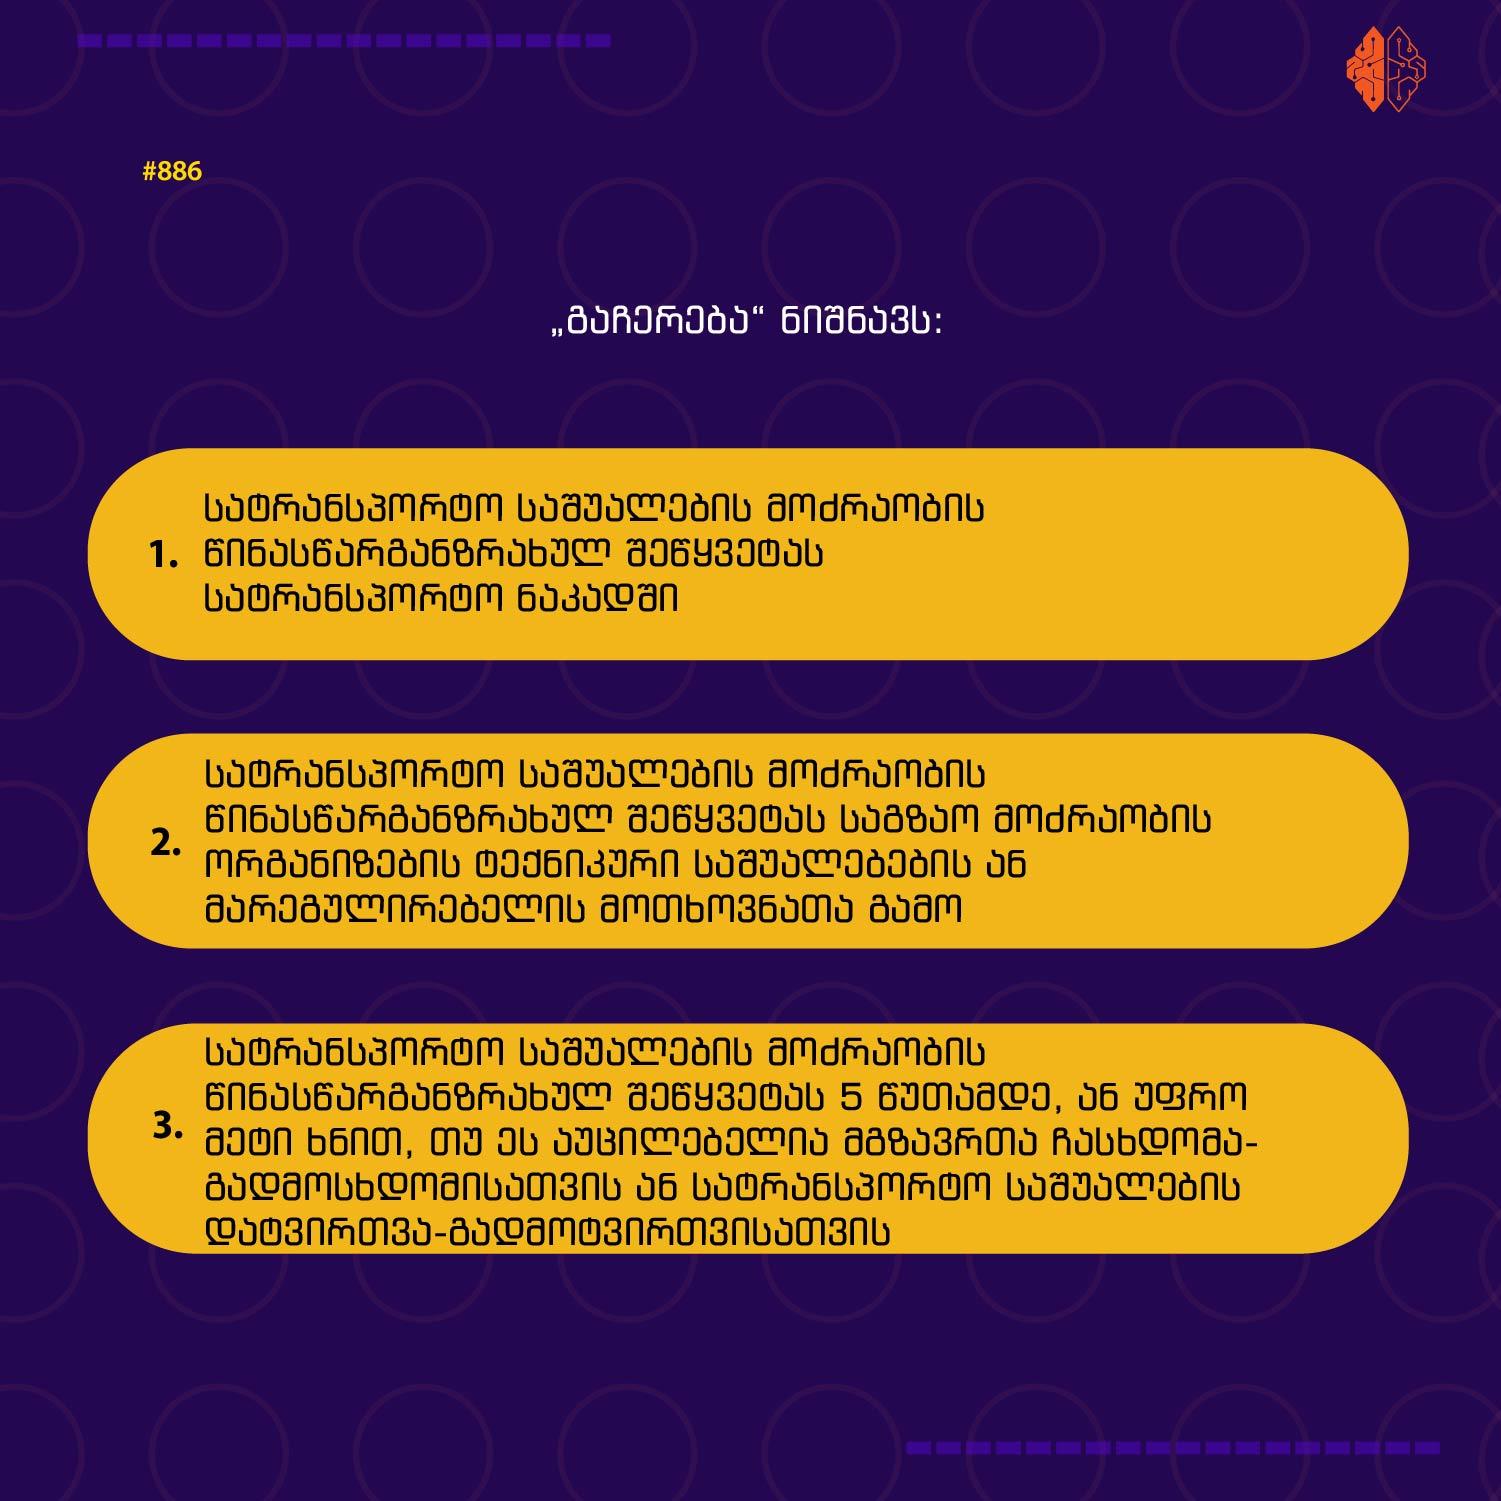 #886
„გაჩერება“ ნიშნავს:
1. სატრანსპორტო საშუალების მოძრაობის
წინასწარგანზრახულ შეწყვეტას
სატრანსპორტო ნაკადში
2. სატრანსპორტო საშუალების მოძრაობის
წინასწარგანზრახულ შეწყვეტას საგზაო მოძრაობის
ორგანიზების ტექნიკური საშუალებების ან
მარეგულირებელის მოთხოვნათა გამო
3. სატრანსპორტო საშუალების მოძრაობის
წინასწარგანზრახულ შეწყვეტას 5 წუთამდე, ან უფრო
მეტი ხნით, თუ ეს აუცილებელია მგზავრთა ჩასხდომა-
გადმოსხდომისათვის ან სატრანსპორტო საშუალების
დატვირთვა-გადმოტვირთვისათვის